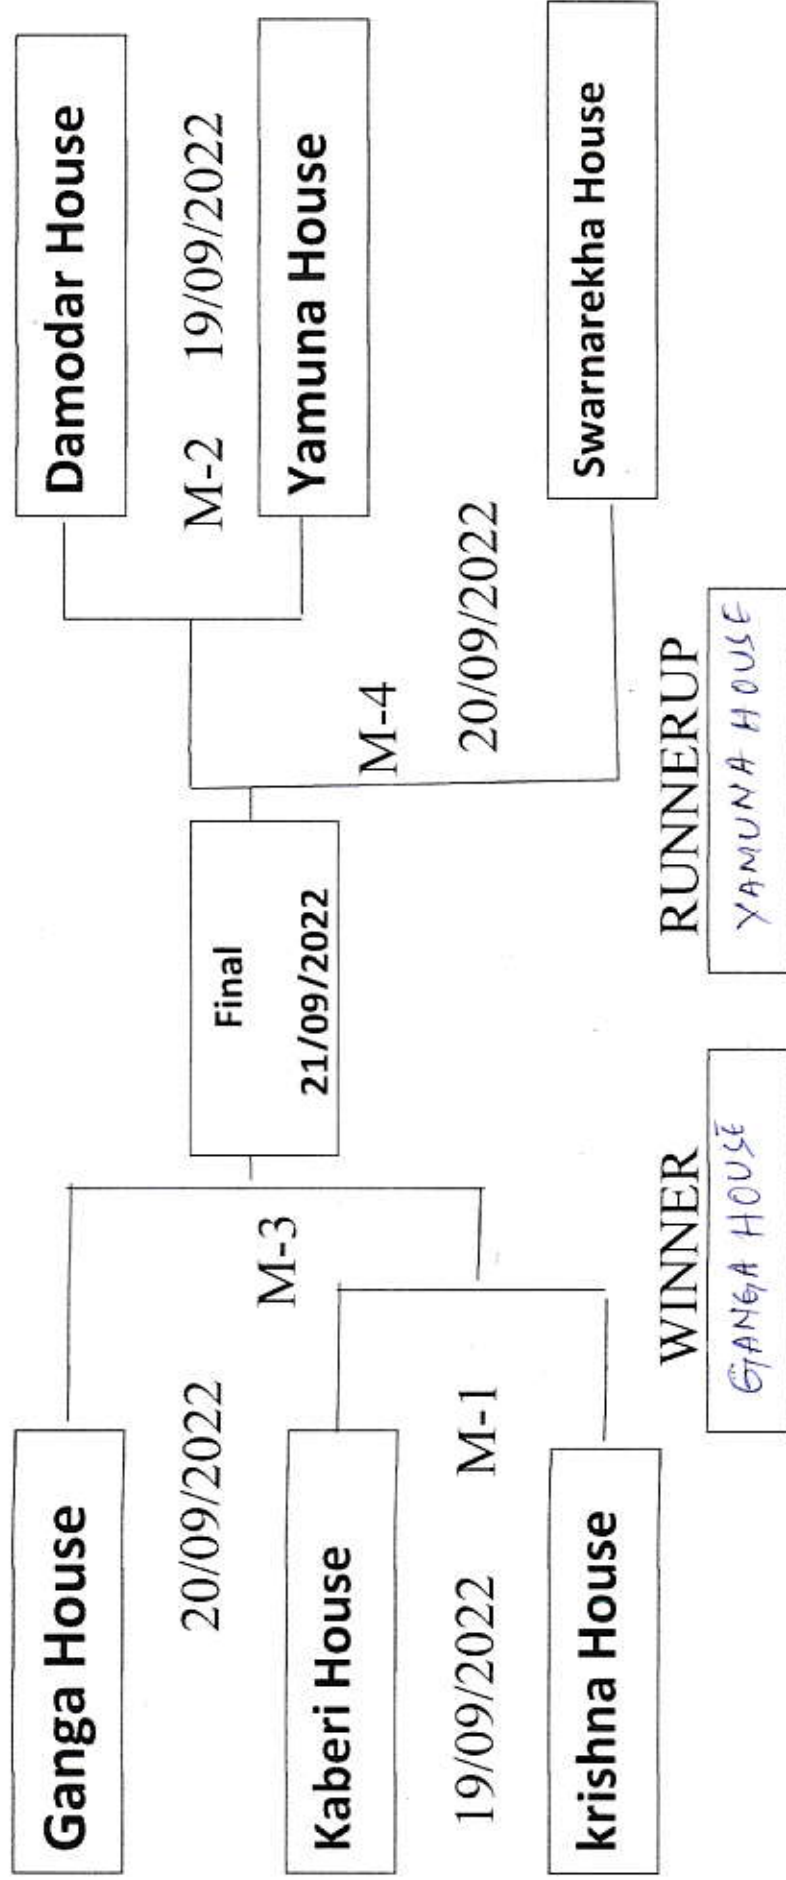 Ganga House
Damodar House
20/09/2022
M-2 19/09/2022
M-3
Final
21/09/2022
Kaberi House
Yamuna House
M-4
19/09/2022 M-1
20/09/2022
krishna House
Swarnarekha House
WINNER
RUNNERUP
GANGA HOUSE
YAMUNA HOUSE